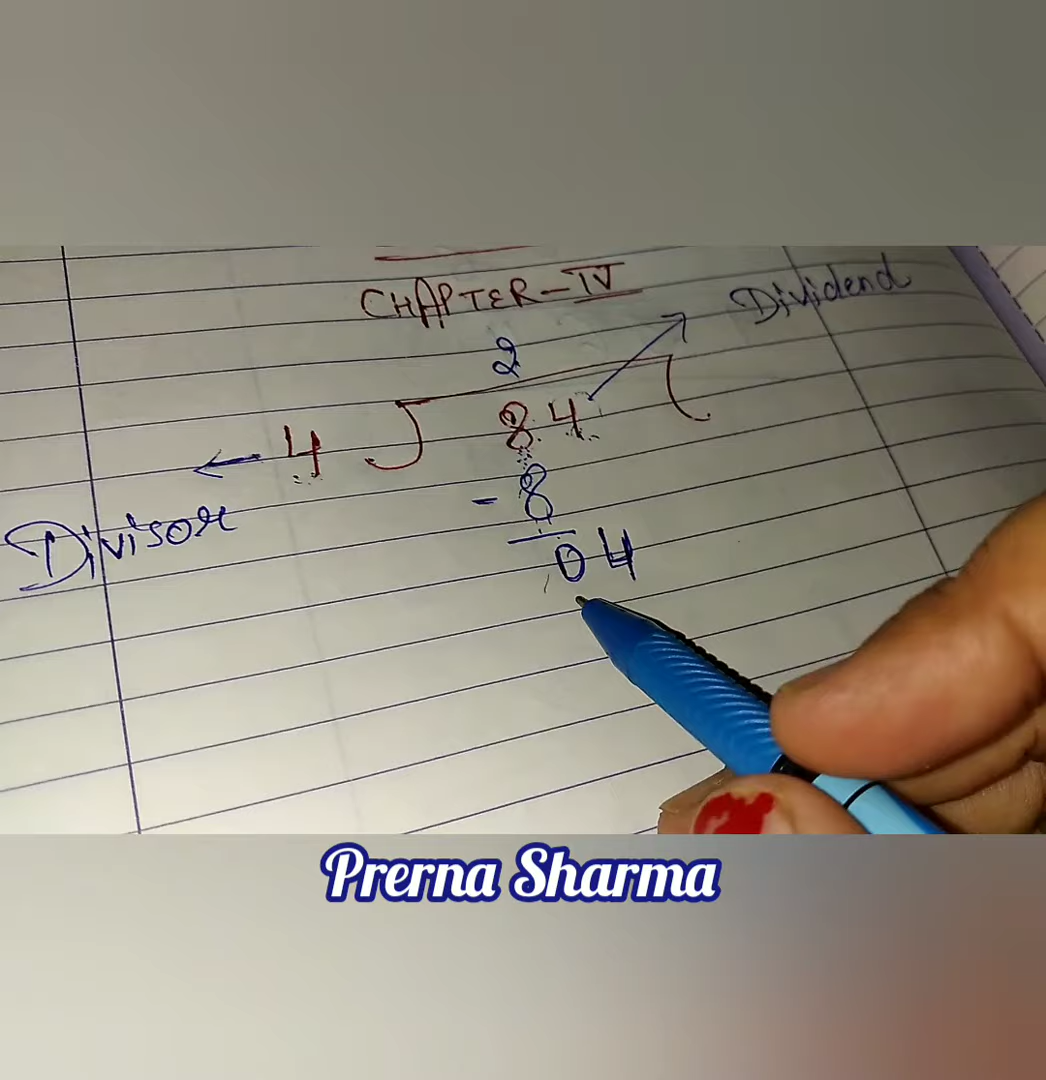 CHAPTER-IV
Dividend
2
4 84
- 8
Divisor
04
Prerna Sharma